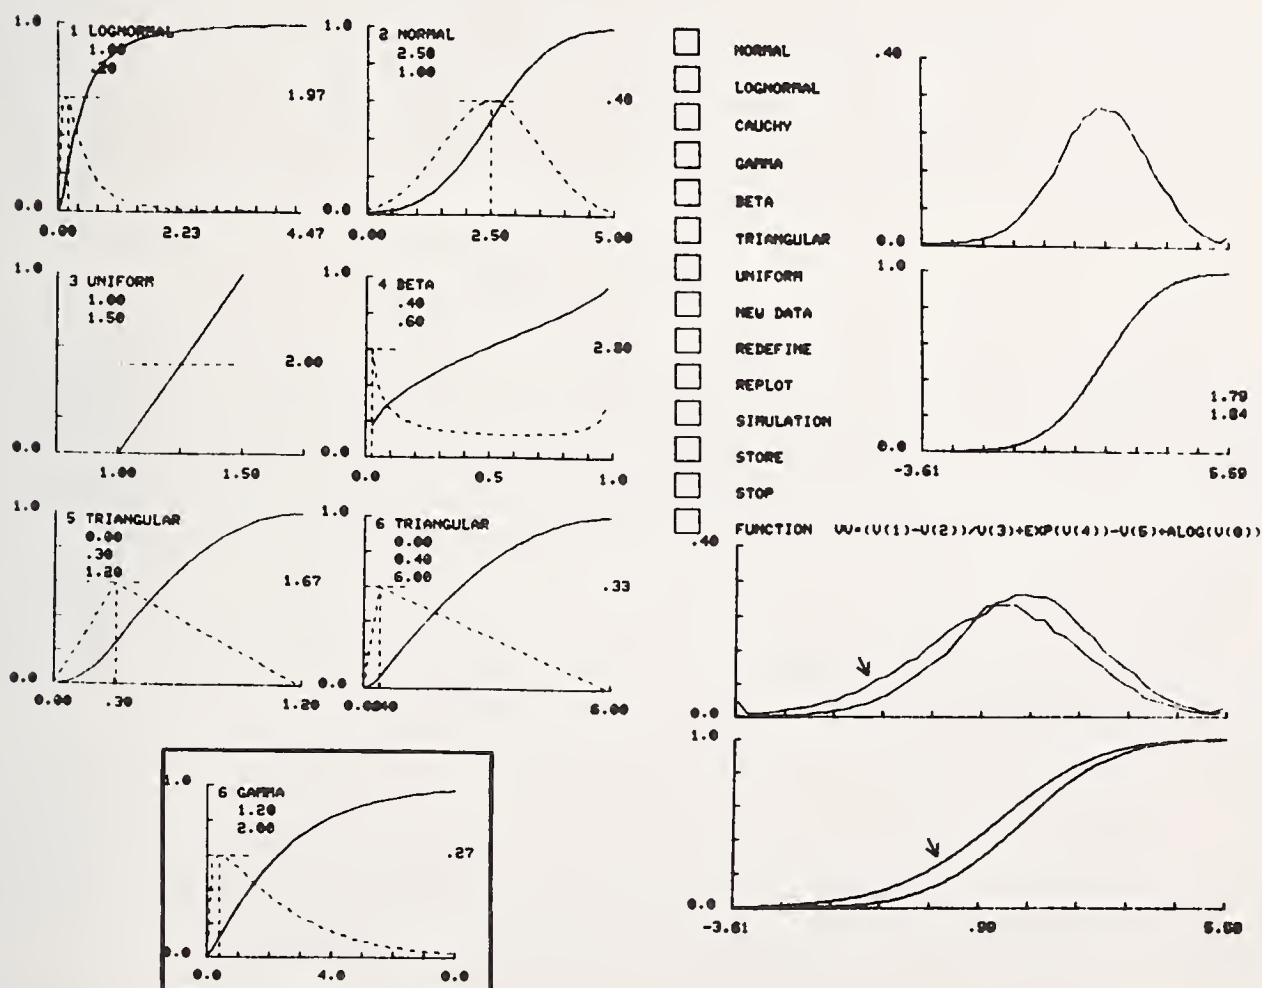 1.0
1 LOGNORMAL
1.00
.20
1.97
0.0
0.00 2.23 4.47
1.0
2 NORMAL
2.50
1.00
.40
0.0
0.00 2.50 5.00
1.0
3 UNIFORM
1.00
1.50
2.00
0.0
1.00 1.50
1.0
4 BETA
.40
.60
2.80
0.0
0.0 0.5 1.0
1.0
5 TRIANGULAR
0.00
.30
1.20
1.67
0.0
0.00 .30 1.20
1.0
6 TRIANGULAR
0.00
0.40
6.00
.33
0.0
6.00
1.0
6 GAMMA
1.20
2.00
.27
0.0
0.0 4.0 8.0
NORMAL
LOGNORMAL
CAUCHY
GAMMA
BETA
TRIANGULAR
UNIFORM
NEW DATA
REDEFINE
REPLOT
SIMULATION
STORE
STOP
FUNCTION VV=(V(1)-V(2))/V(3)+EXP(V(4))-V(5)+ALOG(V(6))
.40
0.0
1.0
1.79
1.84
0.0
-3.61 5.59
.40
0.0
1.0
0.0
-3.61 .99